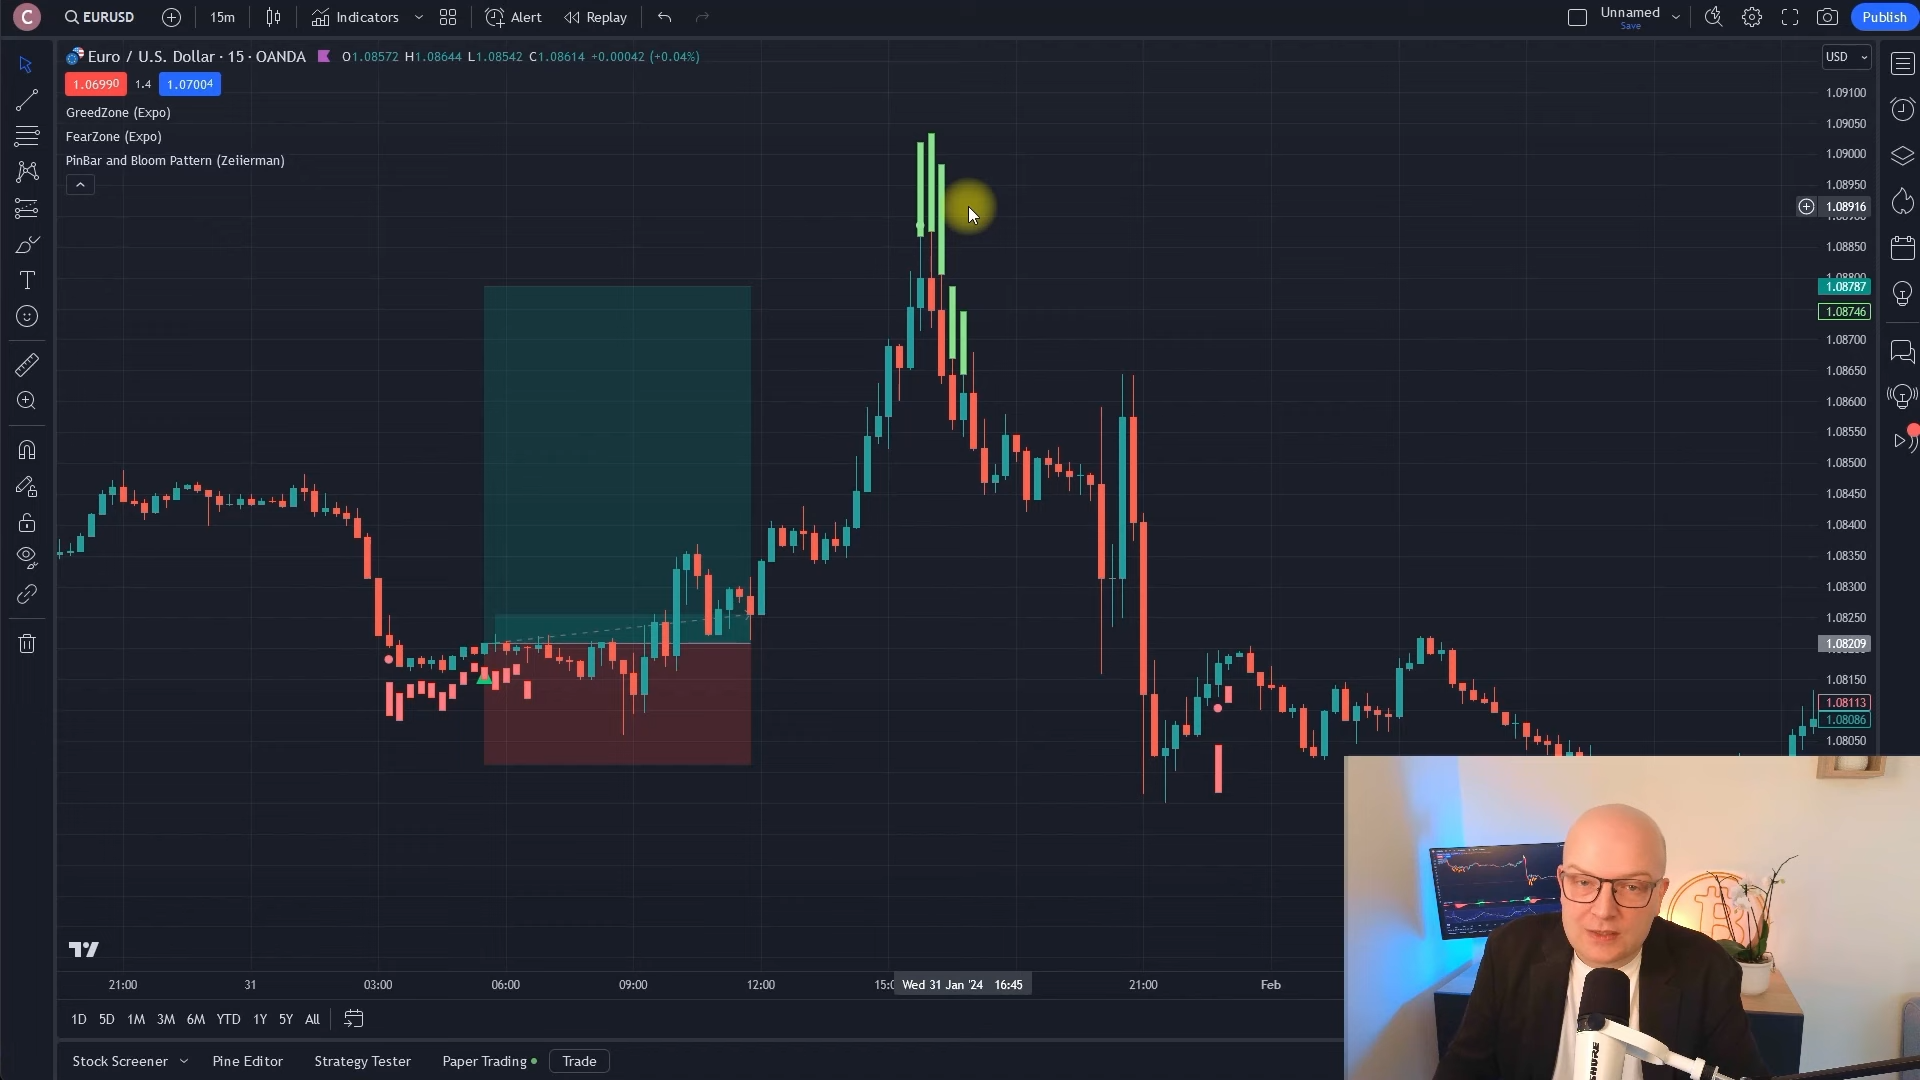 C
EURUSD
15m
Indicators
Alert
Replay
Unnamed
Save
Publish
Euro / U.S. Dollar · 15 · OANDA
O1.08572 H1.08644 L1.08542 C1.08614 +0.00042 (+0.04%)
USD
1.06990
1.4
1.07004
GreedZone (Expo)
FearZone (Expo)
PinBar and Bloom Pattern (Zeiierman)
1.09100
1.09050
1.09000
1.08950
1.08916
1.08850
1.08787
1.08746
1.08700
1.08650
1.08600
1.08550
1.08500
1.08450
1.08400
1.08350
1.08300
1.08250
1.08209
1.08150
1.08113
1.08086
1.08050
21:00
31
03:00
06:00
09:00
12:00
Wed 31 Jan '24 16:45
21:00
Feb
1D 5D 1M 3M 6M YTD 1Y 5Y All
Stock Screener
Pine Editor
Strategy Tester
Paper Trading
Trade
SHURE